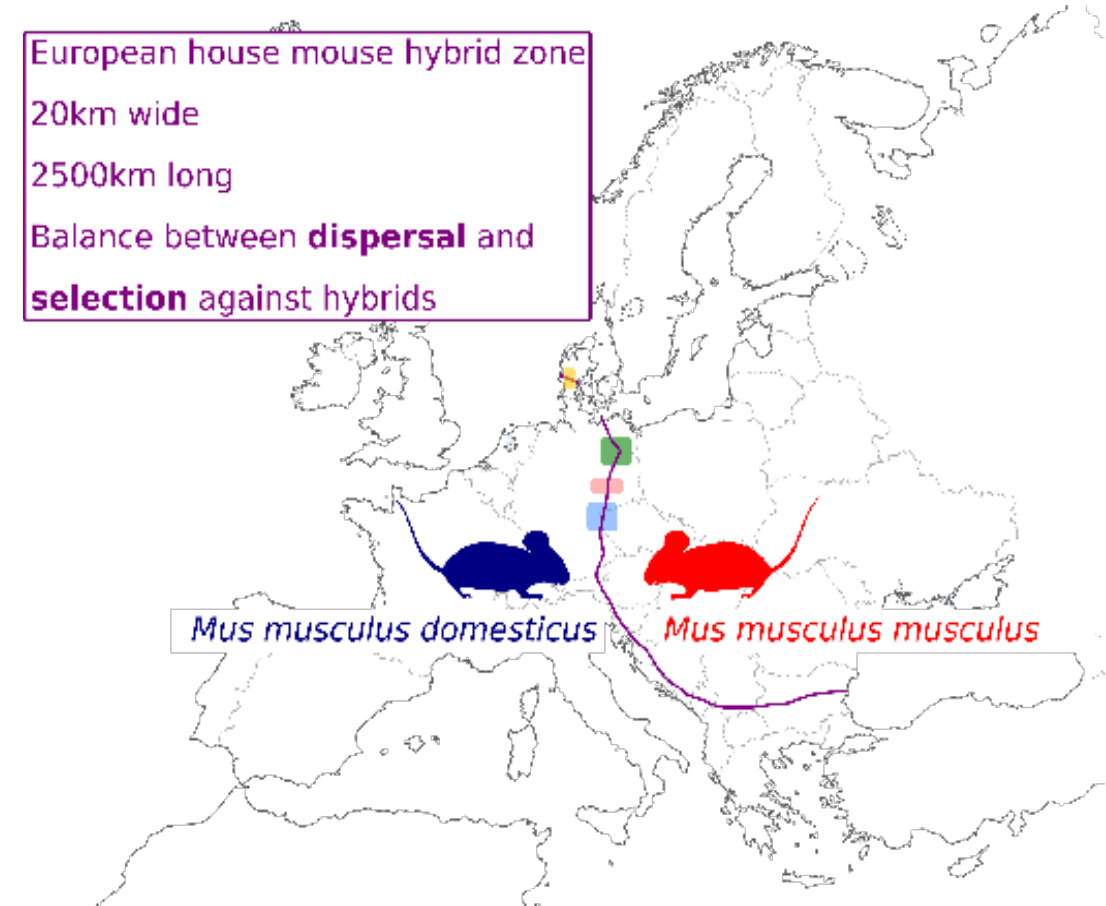 European house mouse hybrid zone
20km wide
2500km long
Balance between dispersal and
selection against hybrids
Mus musculus domesticus
Mus musculus musculus